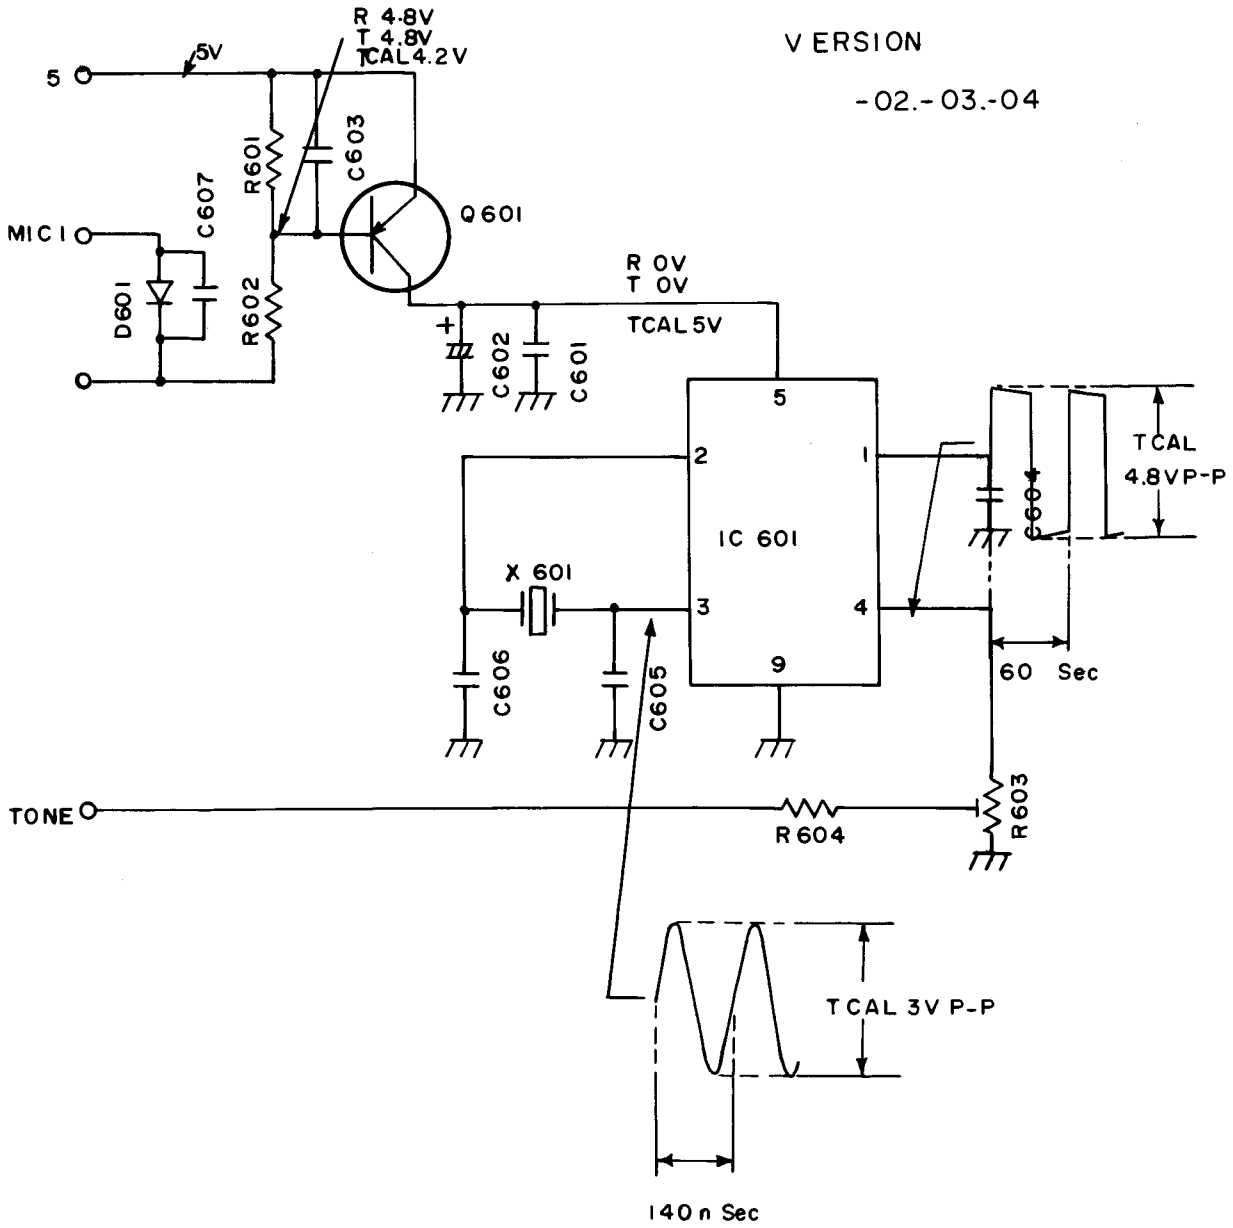 R 4.8V
T 4.8V
TCAL 4.2V
VERSION
-02.-03.-04
5
5V
R601
C603
C607
MIC1
Q601
D601
R602
R 0V
T 0V
TCAL 5V
+
C602
C601
5
2
1
TCAL
4.8V P-P
C604
IC 601
X 601
3
4
9
C606
C605
60 Sec
TONE
R604
R603
TCAL 3V P-P
140 n Sec